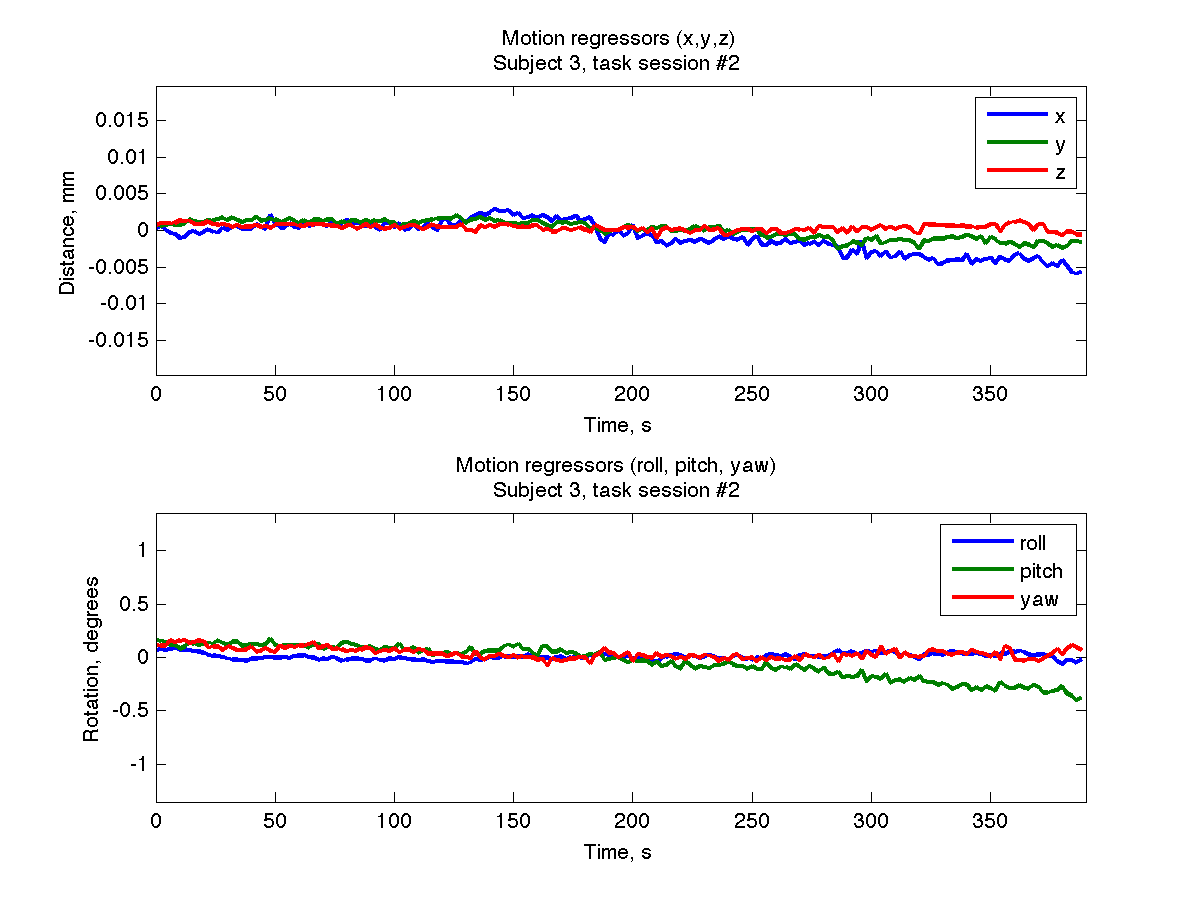 Motion regressors (x,y,z)
Subject 3, task session #2
0.015
0.01
0.005
0
-0.005
-0.01
-0.015
Distance, mm
x
y
z
0 50 100 150 200 250 300 350
Time, s
Motion regressors (roll, pitch, yaw)
Subject 3, task session #2
1
0.5
0
-0.5
-1
Rotation, degrees
roll
pitch
yaw
0 50 100 150 200 250 300 350
Time, s